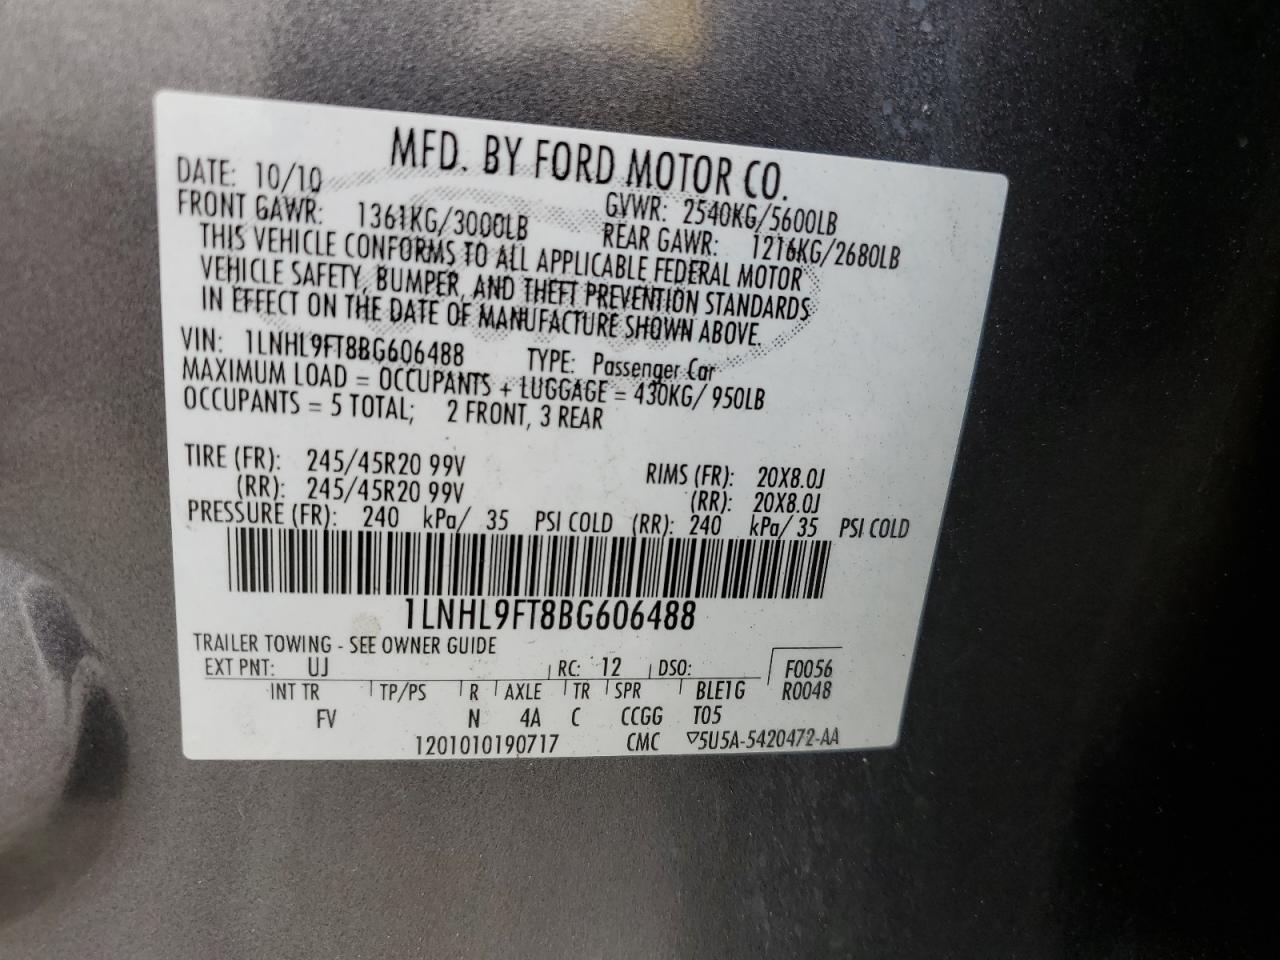 MFD. BY FORD MOTOR CO.
DATE: 10/10 GVWR: 2540KG/5600LB
FRONT GAWR: 1361KG/3000LB REAR GAWR: 1216KG/2680LB
THIS VEHICLE CONFORMS TO ALL APPLICABLE FEDERAL MOTOR
VEHICLE SAFETY, BUMPER, AND THEFT PREVENTION STANDARDS
IN EFFECT ON THE DATE OF MANUFACTURE SHOWN ABOVE.
VIN: 1LNHL9FT8BG606488 TYPE: Passenger Car
MAXIMUM LOAD = OCCUPANTS + LUGGAGE = 430KG/ 950LB
OCCUPANTS = 5 TOTAL; 2 FRONT, 3 REAR
TIRE (FR): 245/45R20 99V RIMS (FR): 20X8.0J
(RR): 245/45R20 99V (RR): 20X8.0J
PRESSURE (FR): 240 kPa/ 35 PSI COLD (RR): 240 kPa/ 35 PSI COLD
1LNHL9FT8BG606488
TRAILER TOWING - SEE OWNER GUIDE
EXT PNT: UJ RC: 12 DSO: F0056
INT TR TP/PS R AXLE TR SPR BLE1G R0048
FV N 4A C CCGG T05
1201010190717 CMC ▽5U5A-5420472-AA